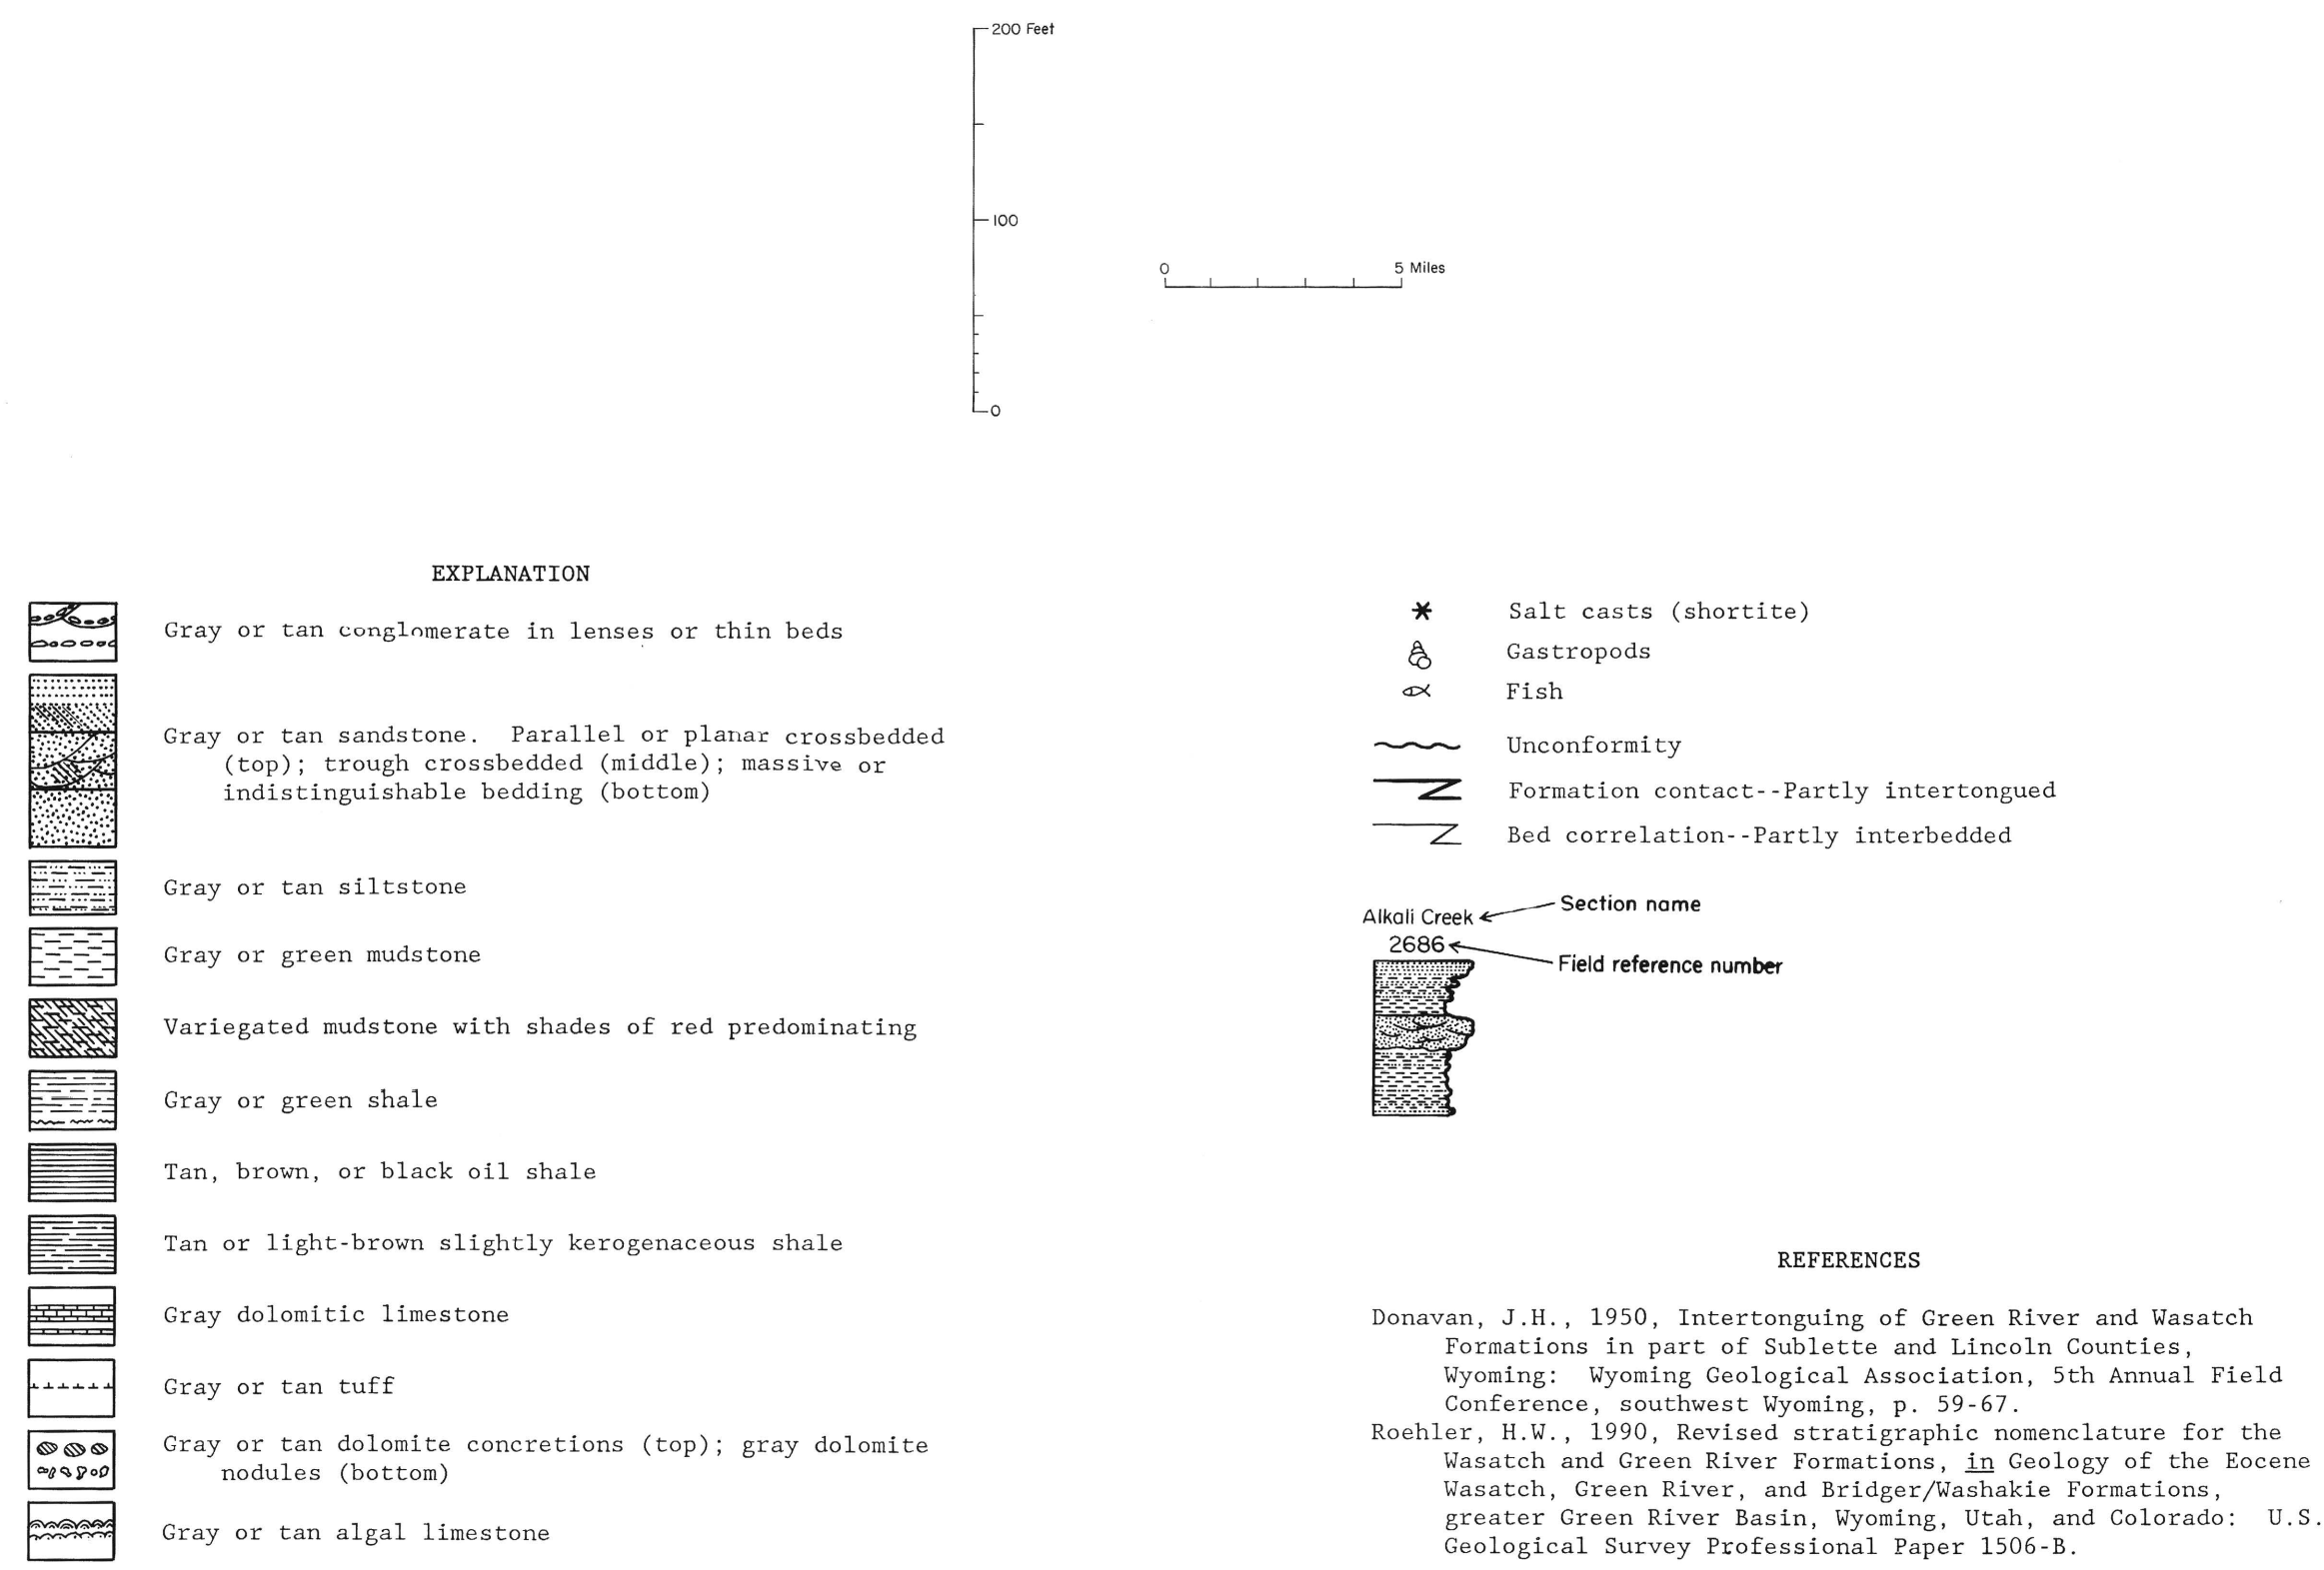 200 Feet
100
0
0 5 Miles
EXPLANATION
Gray or tan conglomerate in lenses or thin beds
Gray or tan sandstone. Parallel or planar crossbedded
(top); trough crossbedded (middle); massive or
indistinguishable bedding (bottom)
Gray or tan siltstone
Gray or green mudstone
Variegated mudstone with shades of red predominating
Gray or green shale
Tan, brown, or black oil shale
Tan or light-brown slightly kerogenaceous shale
Gray dolomitic limestone
Gray or tan tuff
Gray or tan dolomite concretions (top); gray dolomite
nodules (bottom)
Gray or tan algal limestone
Salt casts (shortite)
Gastropods
Fish
Unconformity
Formation contact--Partly intertongued
Bed correlation--Partly interbedded
Section name
Alkali Creek
2686
Field reference number
REFERENCES
Donavan, J.H., 1950, Intertonguing of Green River and Wasatch
Formations in part of Sublette and Lincoln Counties,
Wyoming: Wyoming Geological Association, 5th Annual Field
Conference, southwest Wyoming, p. 59-67.
Roehler, H.W., 1990, Revised stratigraphic nomenclature for the
Wasatch and Green River Formations, in Geology of the Eocene
Wasatch, Green River, and Bridger/Washakie Formations,
greater Green River Basin, Wyoming, Utah, and Colorado: U.S.
Geological Survey Professional Paper 1506-B.